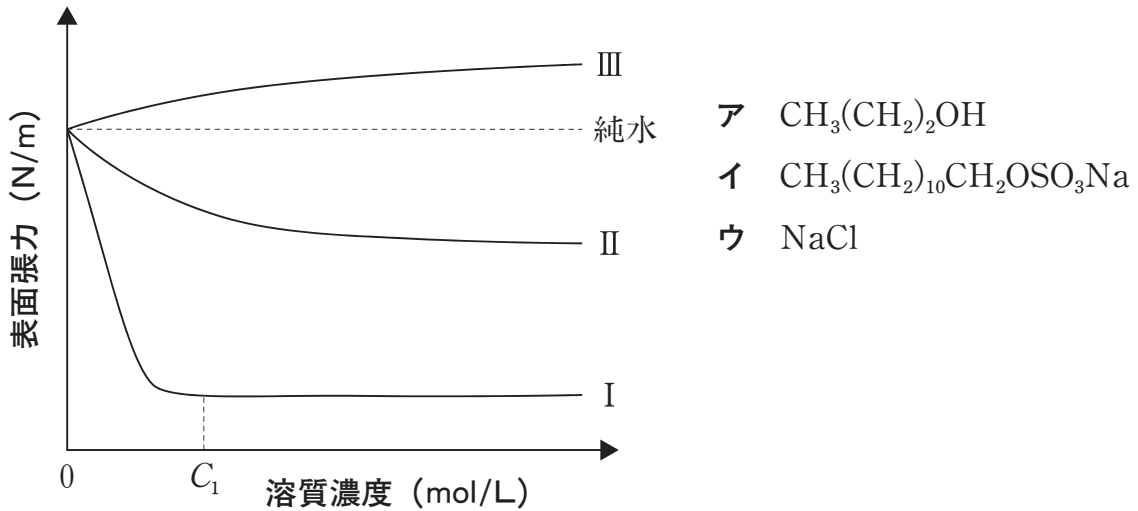 表面張力 (N/m)
Ⅲ
純水
Ⅱ
Ⅰ
0
C₁
溶質濃度 (mol/L)
ア CH₃(CH₂)₂OH
イ CH₃(CH₂)₁₀CH₂OSO₃Na
ウ NaCl